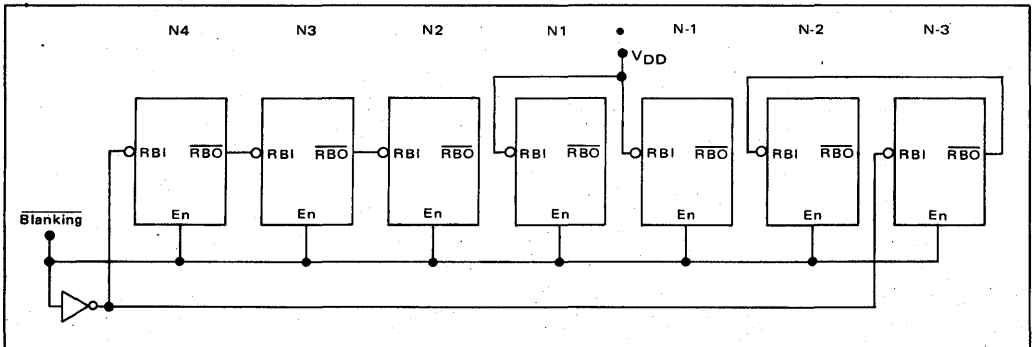 N4 N3 N2 N1 • N-1 N-2 N-3
VDD
RBI RBO RBI RBO RBI RBO RBI RBO RBI RBO RBI RBO RBI RBO
En En En En En En En
Blanking